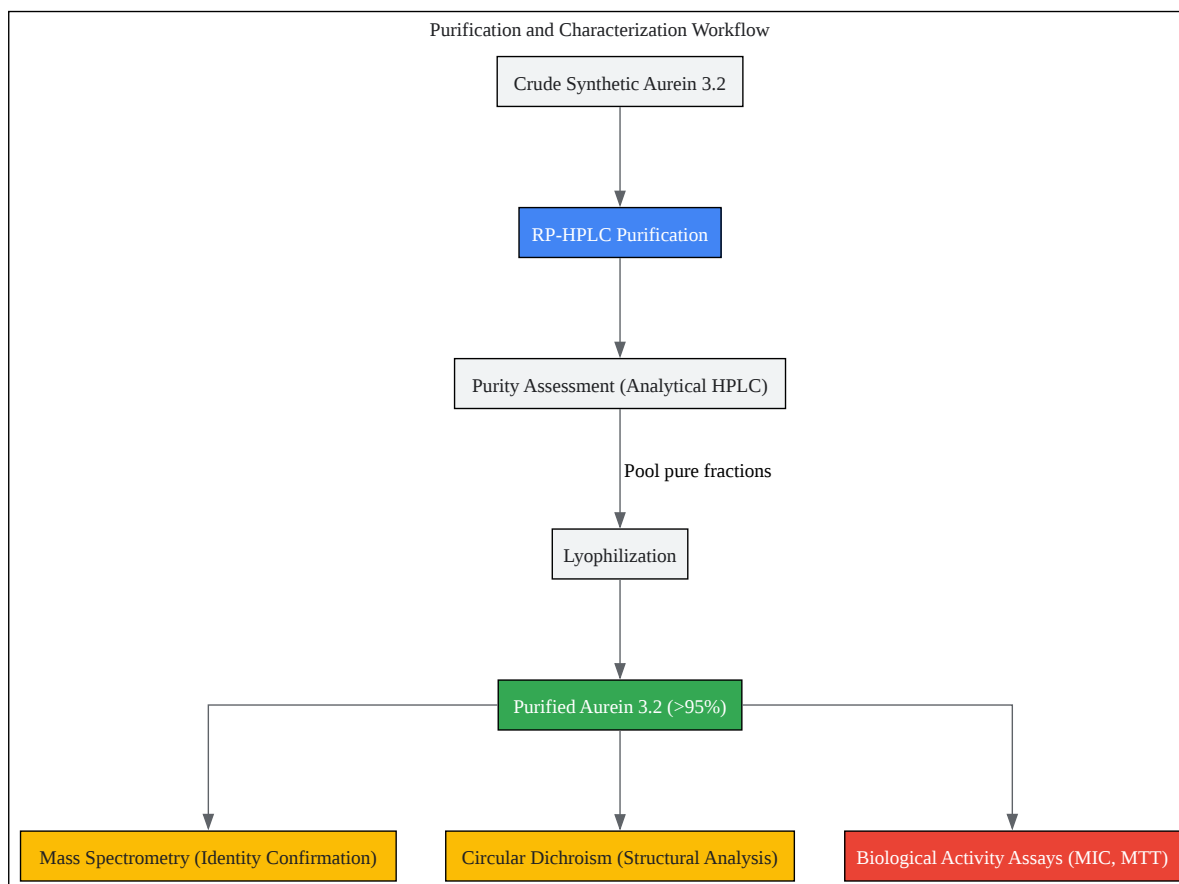 Purification and Characterization Workflow
Crude Synthetic Aurein 3.2
RP-HPLC Purification
Purity Assessment (Analytical HPLC)
Pool pure fractions
Lyophilization
Purified Aurein 3.2 (>95%)
Mass Spectrometry (Identity Confirmation)
Circular Dichroism (Structural Analysis)
Biological Activity Assays (MIC, MTT)